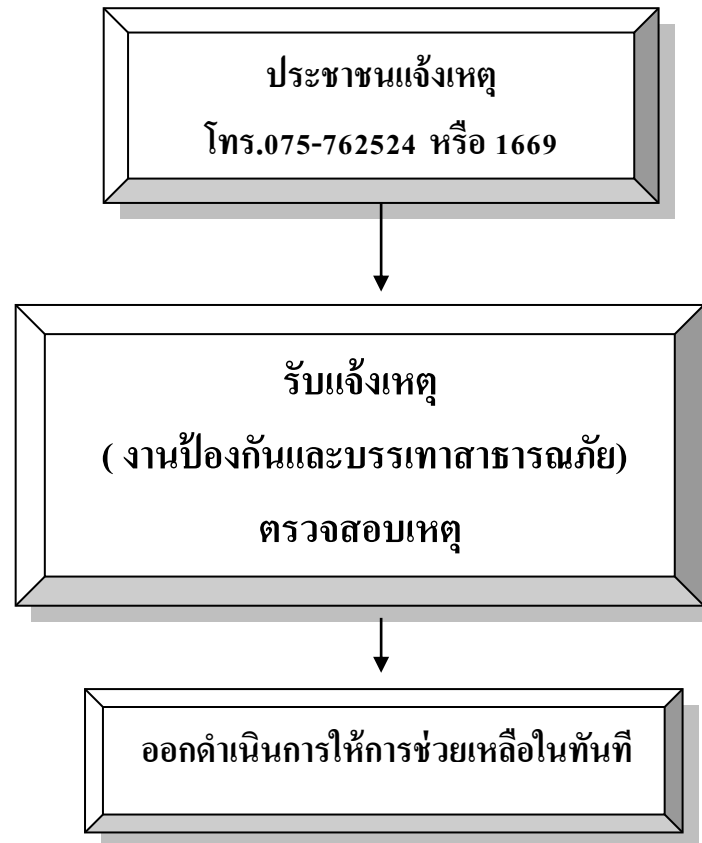 ประชาชนแจ้งเหตุ
โทร.075-762524 หรือ 1669
รับแจ้งเหตุ
( งานป้องกันและบรรเทาสาธารณภัย)
ตรวจสอบเหตุ
ออกดำเนินการให้การช่วยเหลือในทันที